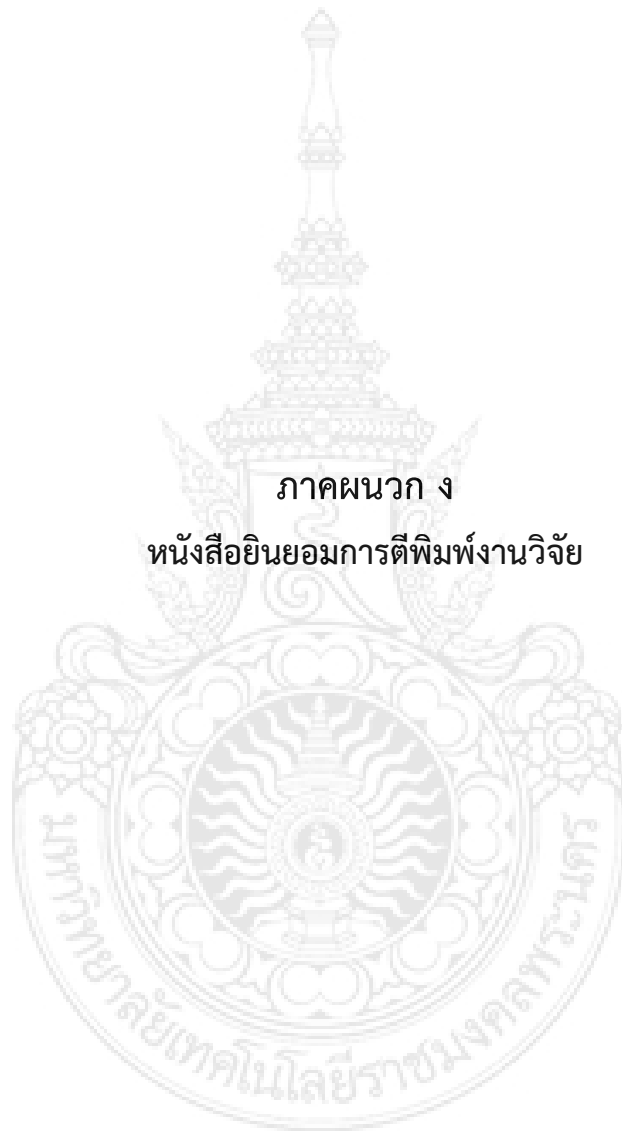 ภาคผนวก ง
หนังสือยินยอมการตีพิมพ์งานวิจัย
มหาวิทยาลัยเทคโนโลยีราชมงคลพระนคร